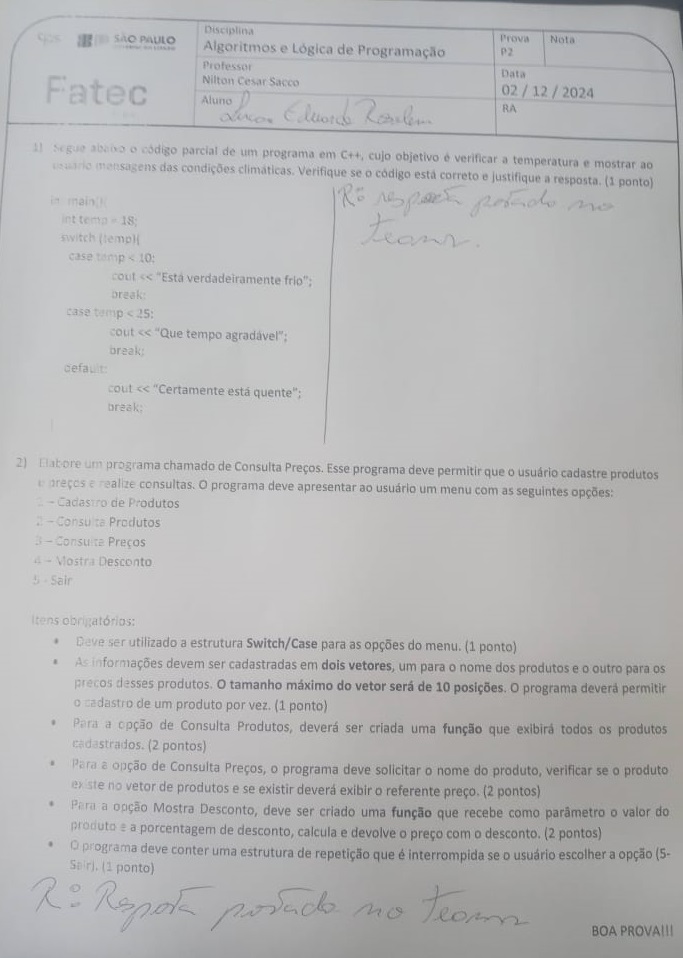 Cps SÃO PAULO
Fatec
Disciplina
Algoritmos e Lógica de Programação
Professor
Nilton Cesar Sacco
Aluno Eduardo
Prova
P2
Nota
Data
02 / 12 / 2024
RA
1) Segue abaixo o código parcial de um programa em C++, cujo objetivo é verificar a temperatura e mostrar ao
usuário mensagens das condições climáticas. Verifique se o código está correto e justifique a resposta. (1 ponto)
int main(){
int temp = 18;
switch (temp){
case temp < 10:
cout << "Está verdadeiramente frio";
break;
case temp < 25:
cout << "Que tempo agradável";
break;
default:
cout << "Certamente está quente";
break;
}
Rº resposta postado no
teams.
2) Elabore um programa chamado de Consulta Preços. Esse programa deve permitir que o usuário cadastre produtos
e preços e realize consultas. O programa deve apresentar ao usuário um menu com as seguintes opções:
1 – Cadastro de Produtos
2 – Consulta Produtos
3 – Consulta Preços
4 – Mostra Desconto
5 - Sair
Itens obrigatórios:
• Deve ser utilizado a estrutura Switch/Case para as opções do menu. (1 ponto)
• As informações devem ser cadastradas em dois vetores, um para o nome dos produtos e o outro para os
preços desses produtos. O tamanho máximo do vetor será de 10 posições. O programa deverá permitir
o cadastro de um produto por vez. (1 ponto)
• Para a opção de Consulta Produtos, deverá ser criada uma função que exibirá todos os produtos
cadastrados. (2 pontos)
• Para a opção de Consulta Preços, o programa deve solicitar o nome do produto, verificar se o produto
existe no vetor de produtos e se existir deverá exibir o referente preço. (2 pontos)
• Para a opção Mostra Desconto, deve ser criado uma função que recebe como parâmetro o valor do
produto e a porcentagem de desconto, calcula e devolve o preço com o desconto. (2 pontos)
• O programa deve conter uma estrutura de repetição que é interrompida se o usuário escolher a opção (5-
Sair). (1 ponto)
Rº: Resposta postado no Teams
BOA PROVA!!!